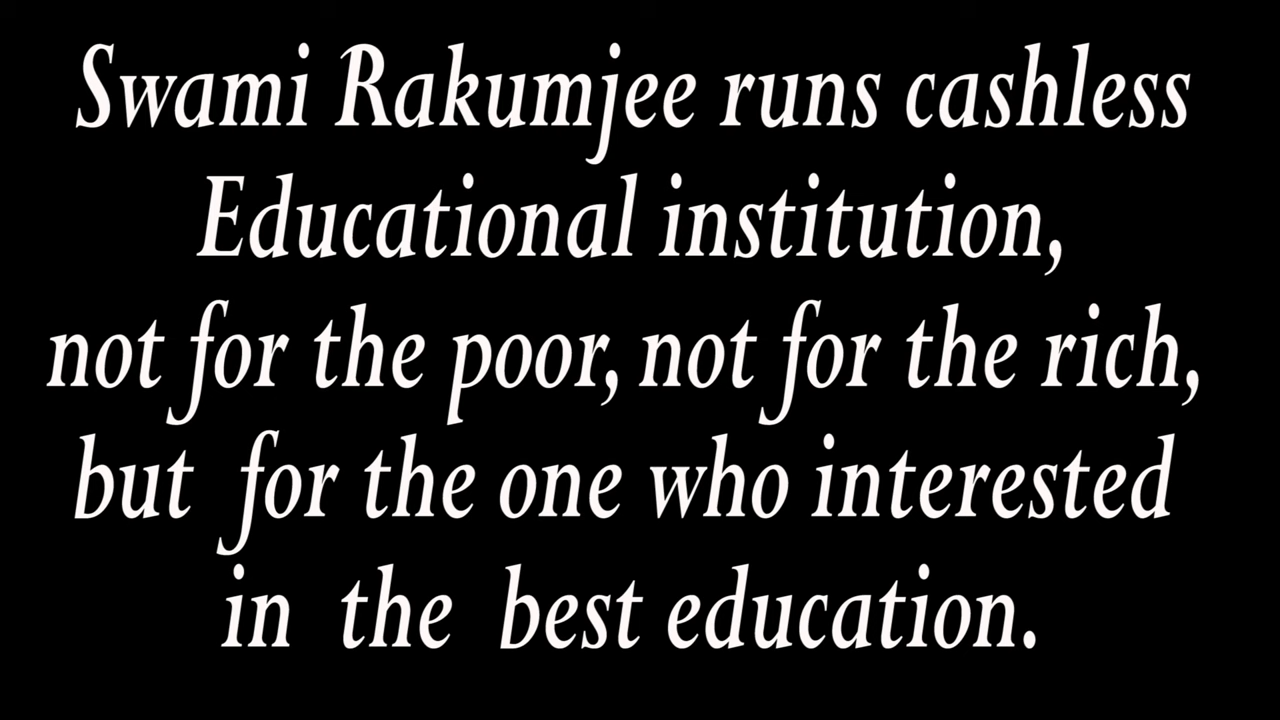 Swami Rakumjee runs cashless
Educational institution,
not for the poor, not for the rich,
but for the one who interested
in the best education.